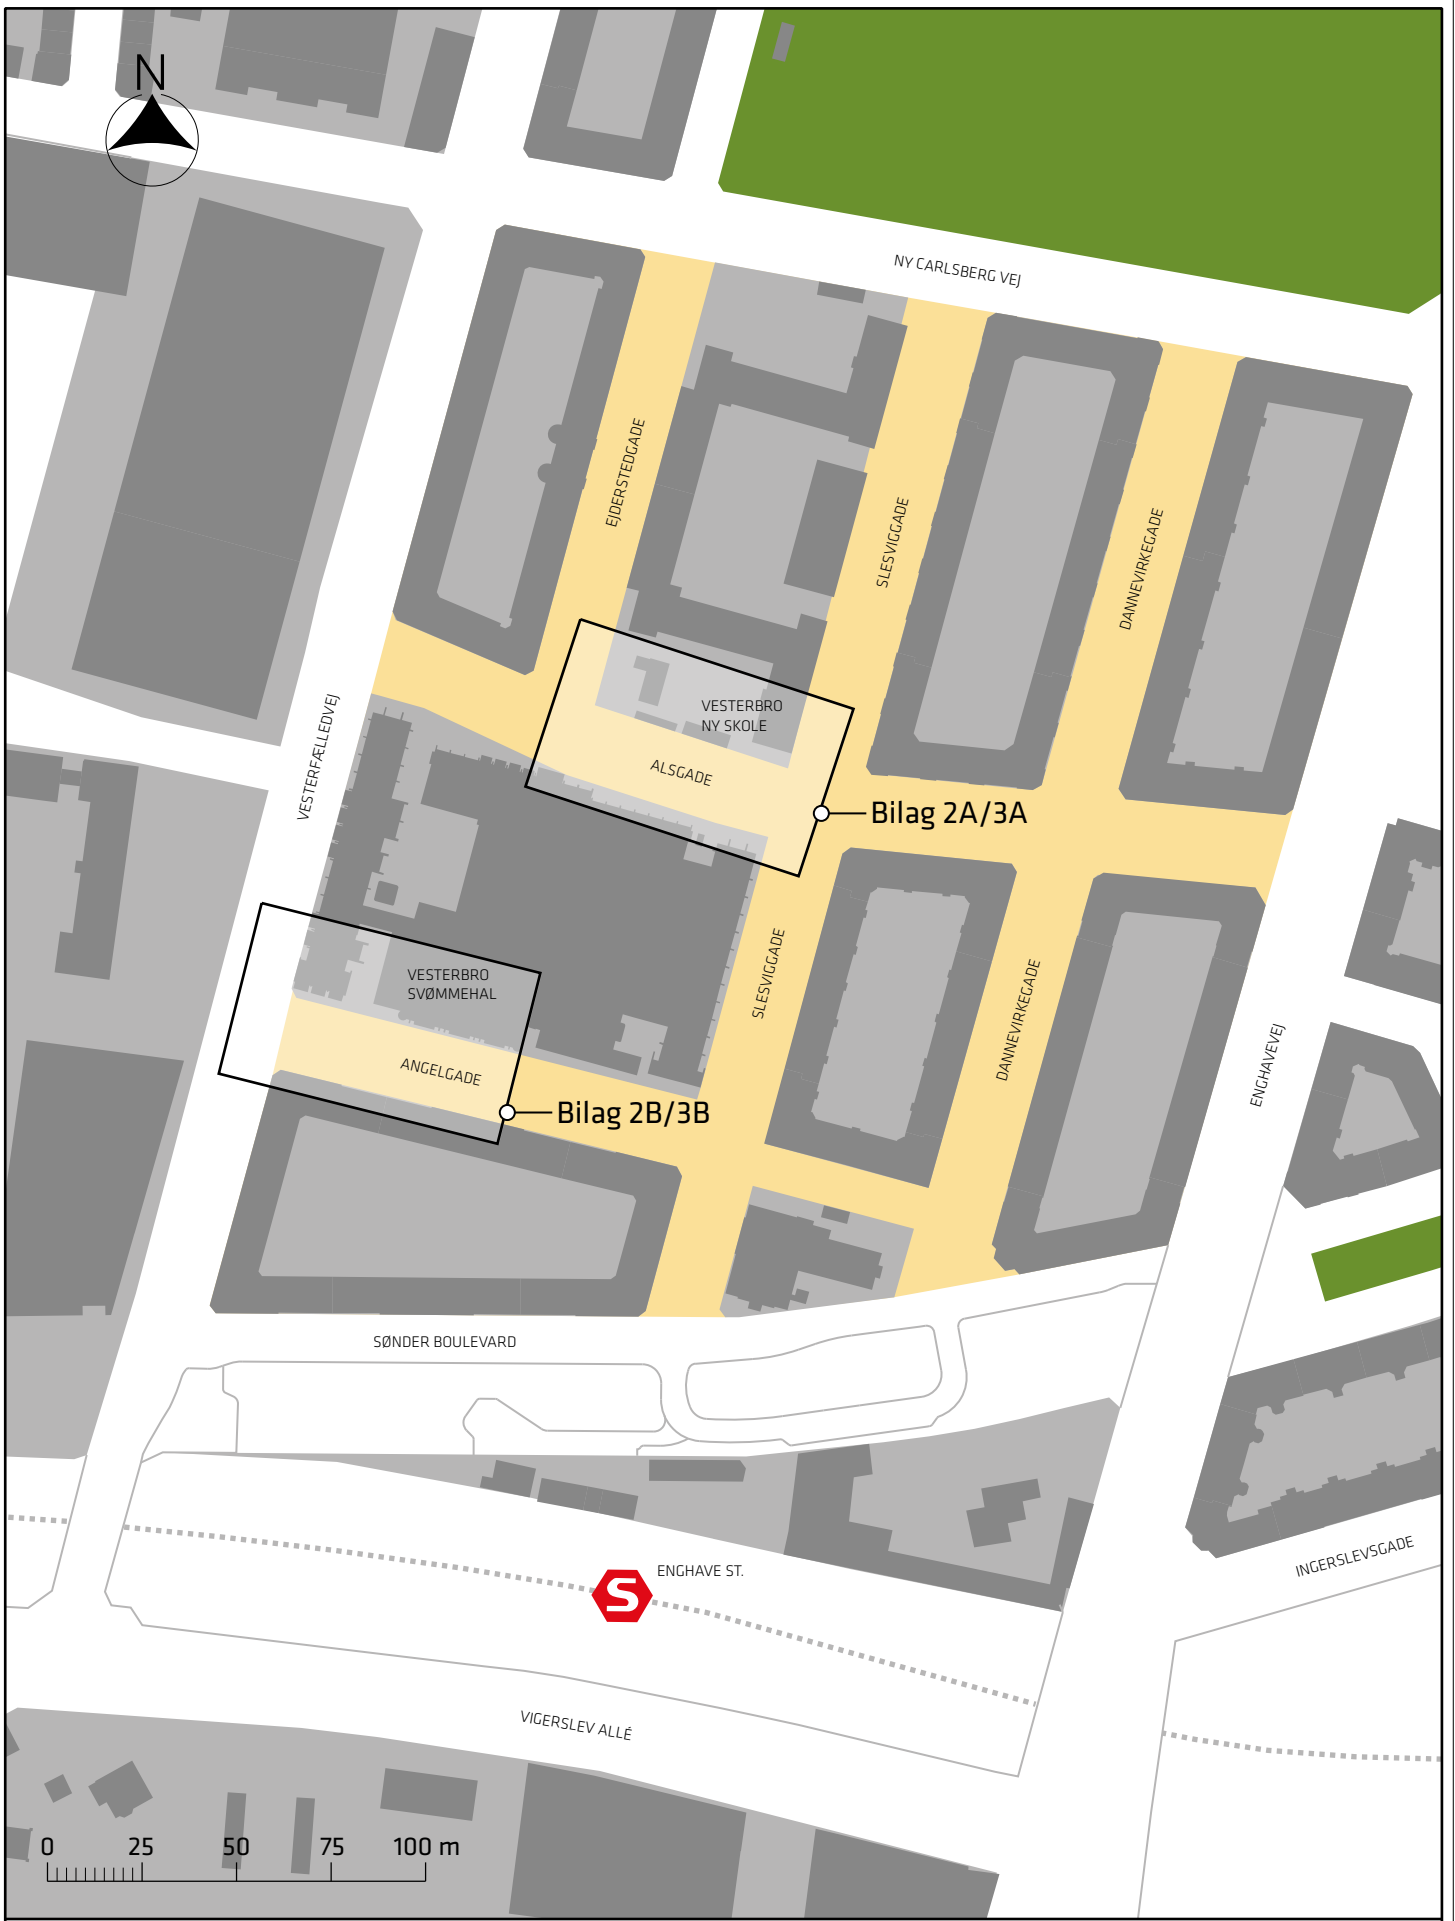 N
NY CARLSBERG VEJ
EJDERSTEDGADE
SLESVIGGADE
DANNEVIRKEGADE
VESTERFÆLLEDVEJ
VESTERBRO
NY SKOLE
ALSGADE
Bilag 2A/3A
VESTERBRO
SVØMMEHAL
SLESVIGGADE
DANNEVIRKEGADE
ENGHAVEVEJ
ANGELGADE
Bilag 2B/3B
SØNDER BOULEVARD
INGERSLEVSGADE
S
ENGHAVE ST.
VIGERSLEV ALLÉ
0 25 50 75 100 m